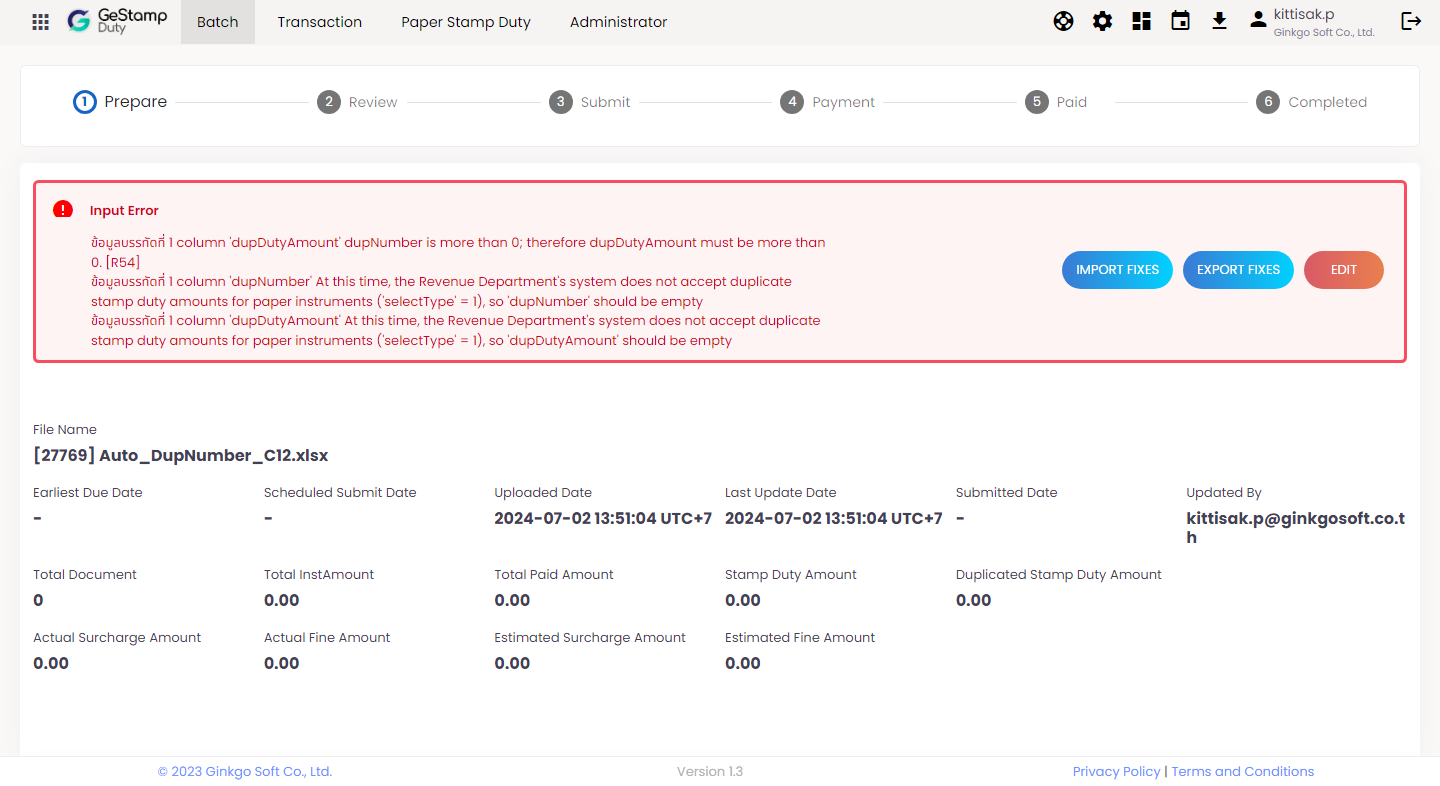 GeStamp
Duty
Batch
Transaction
Paper Stamp Duty
Administrator
kittisak.p
Ginkgo Soft Co., Ltd.
1 Prepare
2 Review
3 Submit
4 Payment
5 Paid
6 Completed
Input Error
ข้อมูลบรรทัดที่ 1 column 'dupDutyAmount' dupNumber is more than 0; therefore dupDutyAmount must be more than
0. [R54]
ข้อมูลบรรทัดที่ 1 column 'dupNumber' At this time, the Revenue Department's system does not accept duplicate
stamp duty amounts for paper instruments ('selectType' = 1), so 'dupNumber' should be empty
ข้อมูลบรรทัดที่ 1 column 'dupDutyAmount' At this time, the Revenue Department's system does not accept duplicate
stamp duty amounts for paper instruments ('selectType' = 1), so 'dupDutyAmount' should be empty
IMPORT FIXES
EXPORT FIXES
EDIT
File Name
[27769] Auto_DupNumber_C12.xlsx
Earliest Due Date
-
Scheduled Submit Date
-
Uploaded Date
2024-07-02 13:51:04 UTC+7
Last Update Date
2024-07-02 13:51:04 UTC+7
Submitted Date
-
Updated By
kittisak.p@ginkgosoft.co.t
h
Total Document
0
Total InstAmount
0.00
Total Paid Amount
0.00
Stamp Duty Amount
0.00
Duplicated Stamp Duty Amount
0.00
Actual Surcharge Amount
0.00
Actual Fine Amount
0.00
Estimated Surcharge Amount
0.00
Estimated Fine Amount
0.00
© 2023 Ginkgo Soft Co., Ltd.
Version 1.3
Privacy Policy | Terms and Conditions